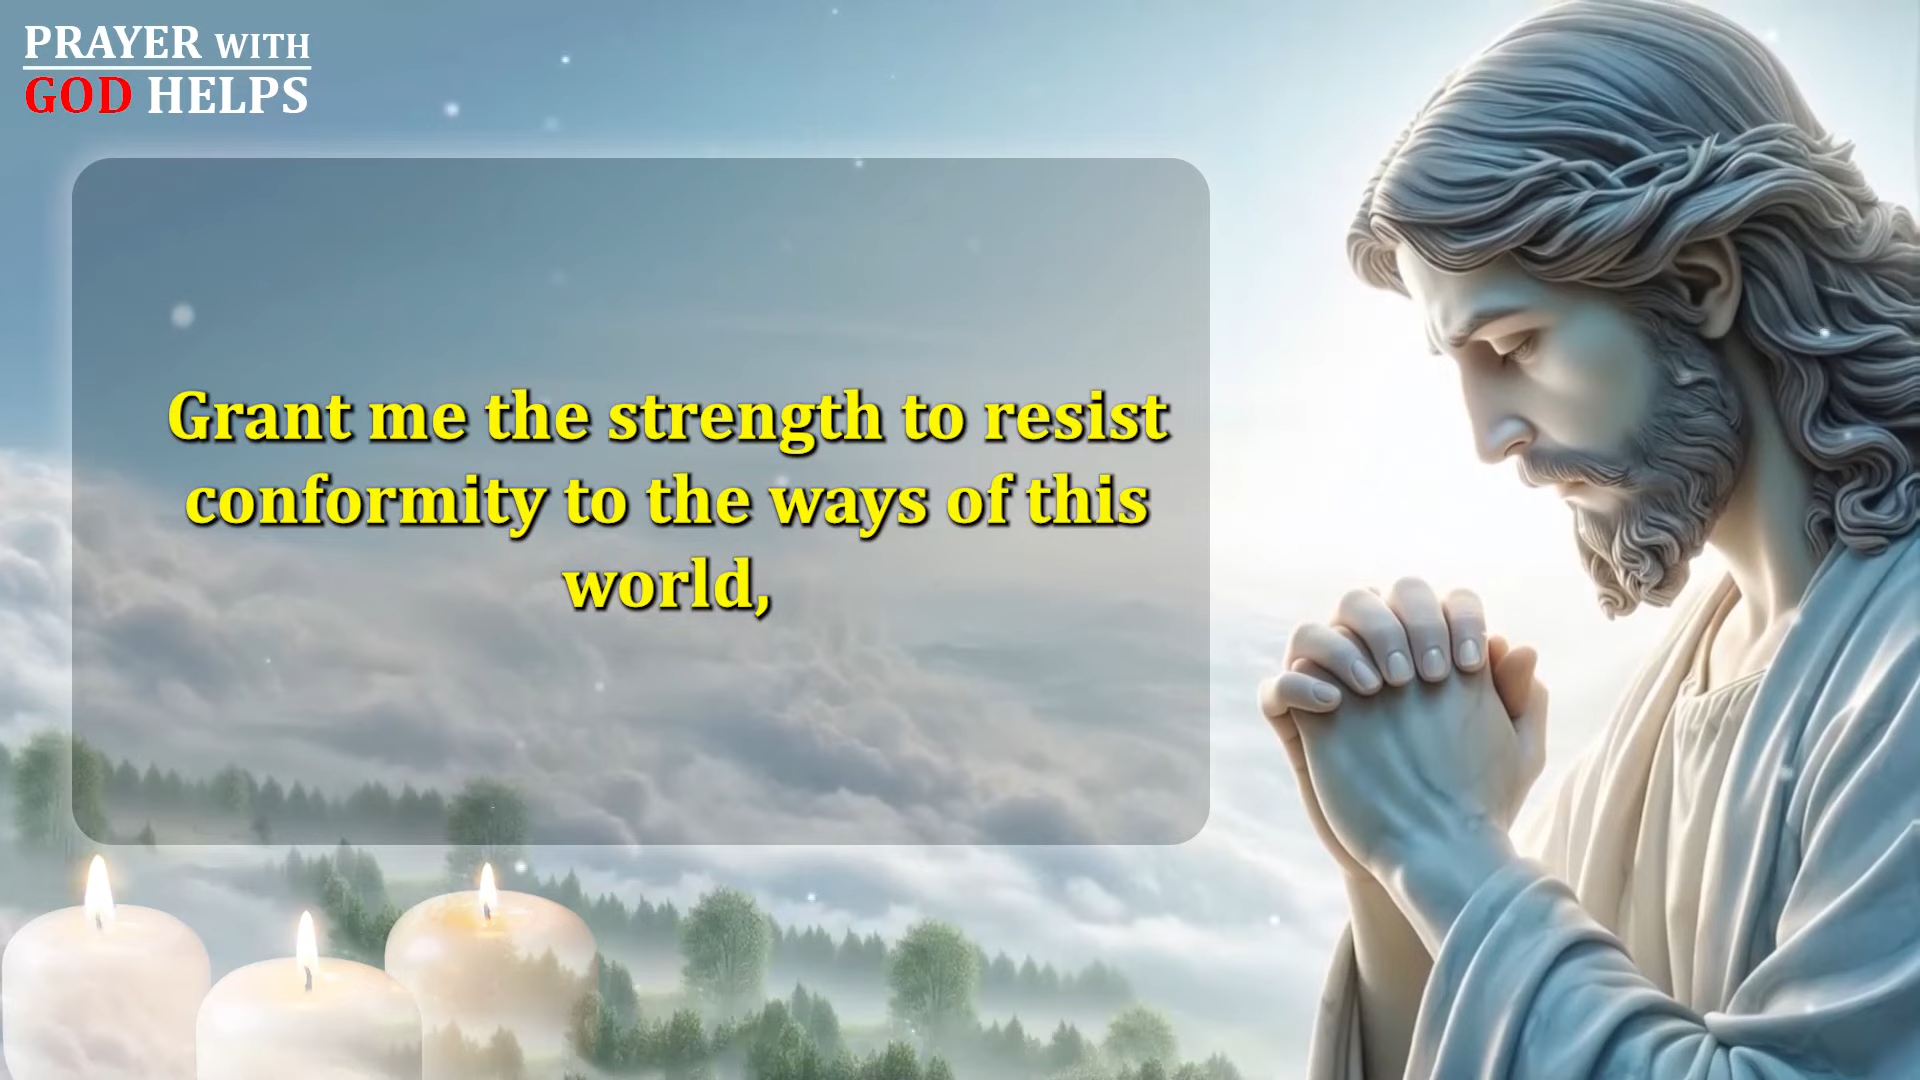 PRAYER WITH
GOD HELPS
Grant me the strength to resist
conformity to the ways of this
world,